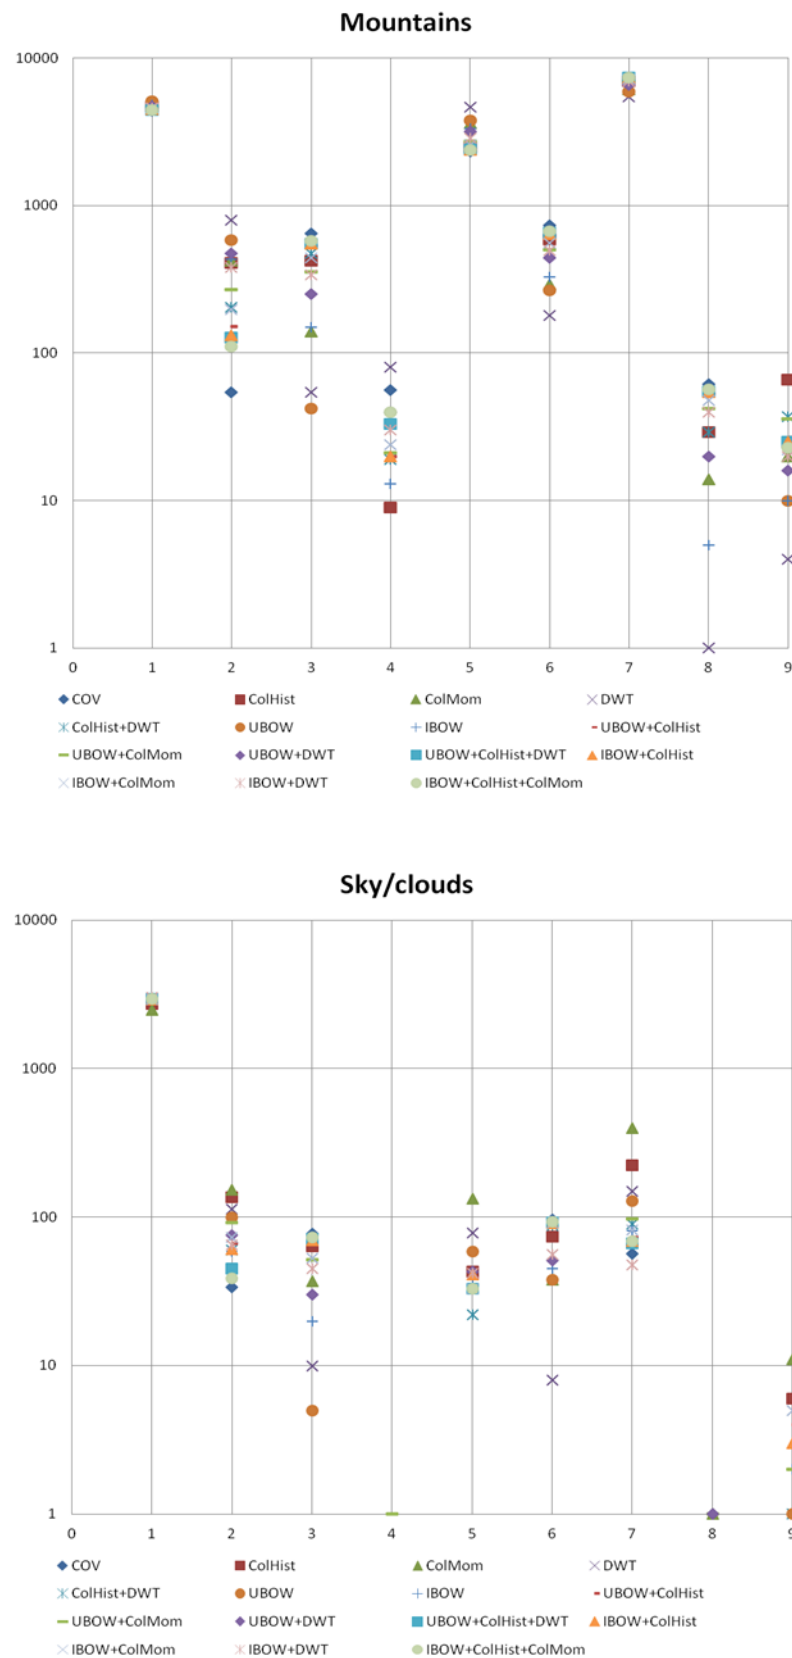 Mountains
10000
1000
100
10
1
0 1 2 3 4 5 6 7 8 9
COV ColHist ColMom DWT
ColHist+DWT UBOW IBOW UBOW+ColHist
UBOW+ColMom UBOW+DWT UBOW+ColHist+DWT IBOW+ColHist
IBOW+ColMom IBOW+DWT IBOW+ColHist+ColMom
Sky/clouds
10000
1000
100
10
1
0 1 2 3 4 5 6 7 8 9
COV ColHist ColMom DWT
ColHist+DWT UBOW IBOW UBOW+ColHist
UBOW+ColMom UBOW+DWT UBOW+ColHist+DWT IBOW+ColHist
IBOW+ColMom IBOW+DWT IBOW+ColHist+ColMom